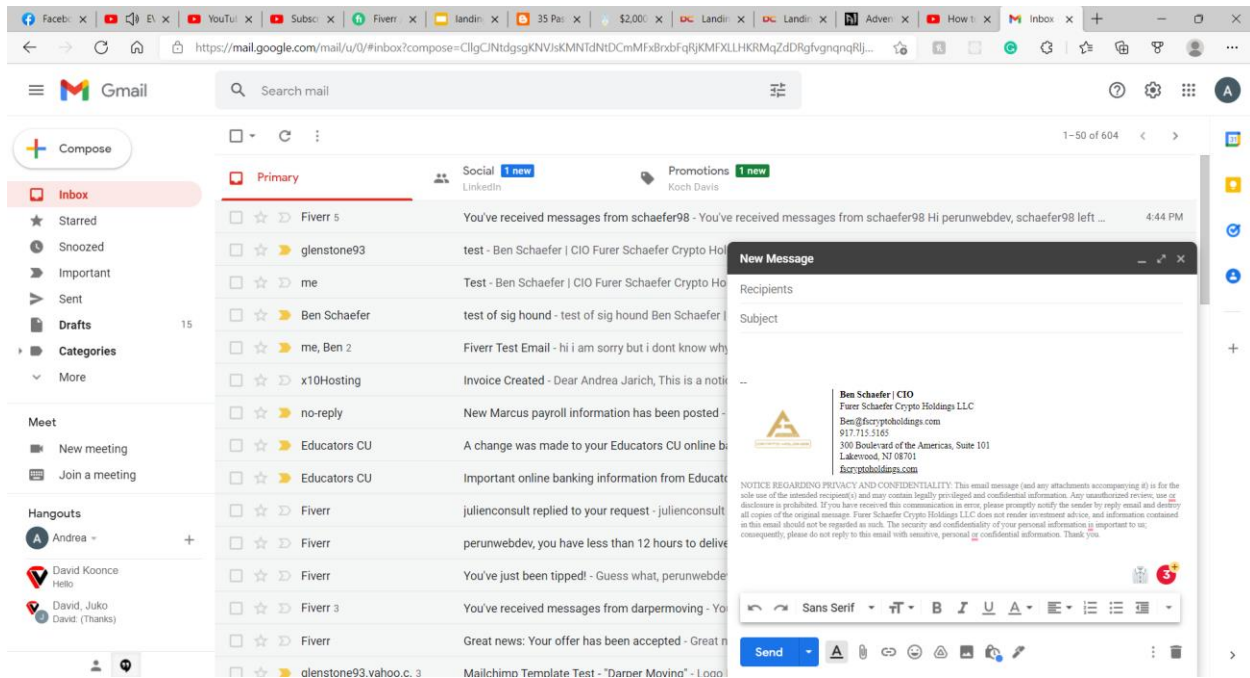 Faceb
EV
YouTul
Subsc
Fiverr
landin
35 Pas
$2,000
DC Landin
DC Landin
Adver
How t
Inbox
https://mail.google.com/mail/u/0/#inbox?compose=
Gmail
Search mail
A
Compose
1–50 of 604
Inbox
Starred
Snoozed
Important
Sent
Drafts 15
Categories
More
Meet
New meeting
Join a meeting
Hangouts
A Andrea
David Koonce
Hello
David, Juko
David: (Thanks)
Primary
Social 1 new
LinkedIn
Promotions 1 new
Koch Davis
Fiverr 5 You've received messages from schaefer98 - You've received messages from schaefer98 Hi perunwebdev, schaefer98 left ... 4:44 PM
glenstone93 test - Ben Schaefer | CIO Furer Schaefer Crypto Hol
me Test - Ben Schaefer | CIO Furer Schaefer Crypto Ho
Ben Schaefer test of sig hound - test of sig hound Ben Schaefer |
me, Ben 2 Fiverr Test Email - hi i am sorry but i dont know why
x10Hosting Invoice Created - Dear Andrea Jarich, This is a noti
no-reply New Marcus payroll information has been posted -
Educators CU A change was made to your Educators CU online ba
Educators CU Important online banking information from Educato
Fiverr julienconsult replied to your request - julienconsult
Fiverr perunwebdev, you have less than 12 hours to delive
Fiverr You've just been tipped! - Guess what, perunwebde
Fiverr 3 You've received messages from darpermoving - Yo
Fiverr Great news: Your offer has been accepted - Great n
glenstone93.yahoo.c. 3 Mailchimp Template Test - "Darper Moving" - Logo
New Message
Recipients
Subject
--
Ben Schaefer | CIO
Furer Schaefer Crypto Holdings LLC
Ben@fscryptoholdings.com
917.715.5165
300 Boulevard of the Americas, Suite 101
Lakewood, NJ 08701
fscryptoholdings.com
NOTICE REGARDING PRIVACY AND CONFIDENTIALITY: This email message (and any attachments accompanying it) is for the
sole use of the intended recipient(s) and may contain legally privileged and confidential information. Any unauthorized review, use or
disclosure is prohibited. If you have received this communication in error, please promptly notify the sender by reply email and destroy
all copies of the original message. Furer Schaefer Crypto Holdings LLC does not render investment advice, and information contained
in this email should not be regarded as such. The security and confidentiality of your personal information is important to us;
consequently, please do not reply to this email with sensitive, personal or confidential information. Thank you.
3
Sans Serif
B I U A
Send